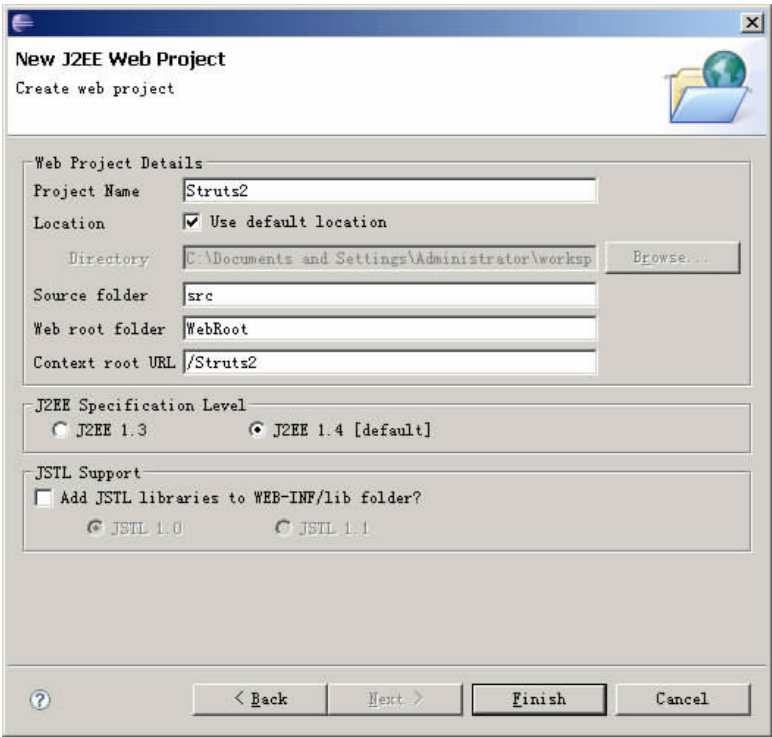 New J2EE Web Project
Create web project
Web Project Details
Project Name Struts2
Location Use default location
Directory C:\Documents and Settings\Administrator\worksp Browse...
Source folder src
Web root folder WebRoot
Context root URL /Struts2
J2EE Specification Level
J2EE 1.3 J2EE 1.4 [default]
JSTL Support
Add JSTL libraries to WEB-INF/lib folder?
JSTL 1.0 JSTL 1.1
? < Back Next > Finish Cancel